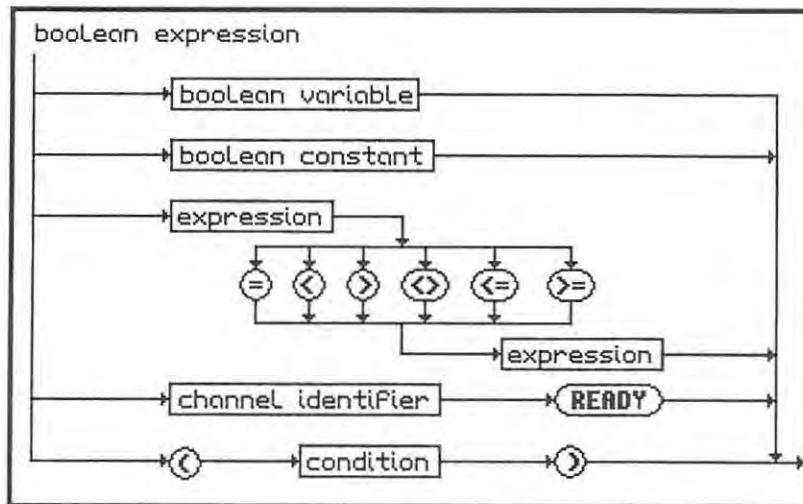 boolean expression
boolean variable
boolean constant
expression
= < > <> <= >=
expression
channel identifier READY
( condition )